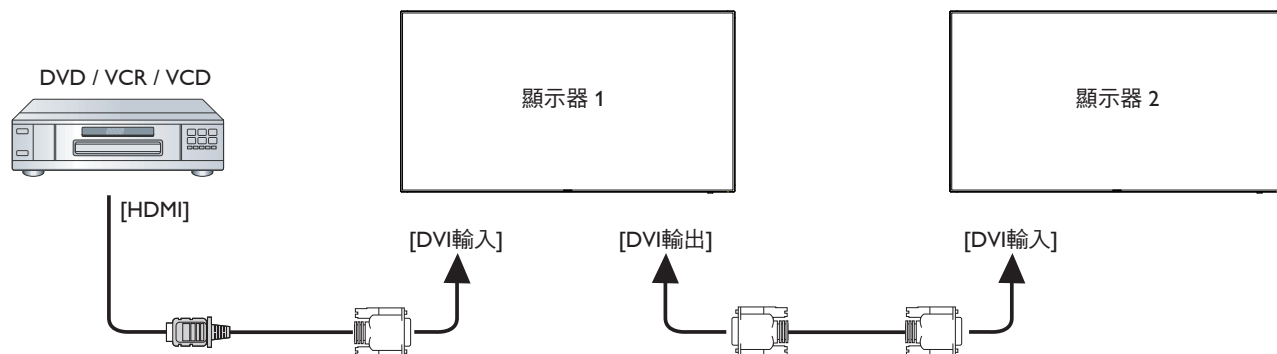 DVD / VCR / VCD
顯示器 1
顯示器 2
[HDMI]
[DVI輸入]
[DVI輸出]
[DVI輸入]